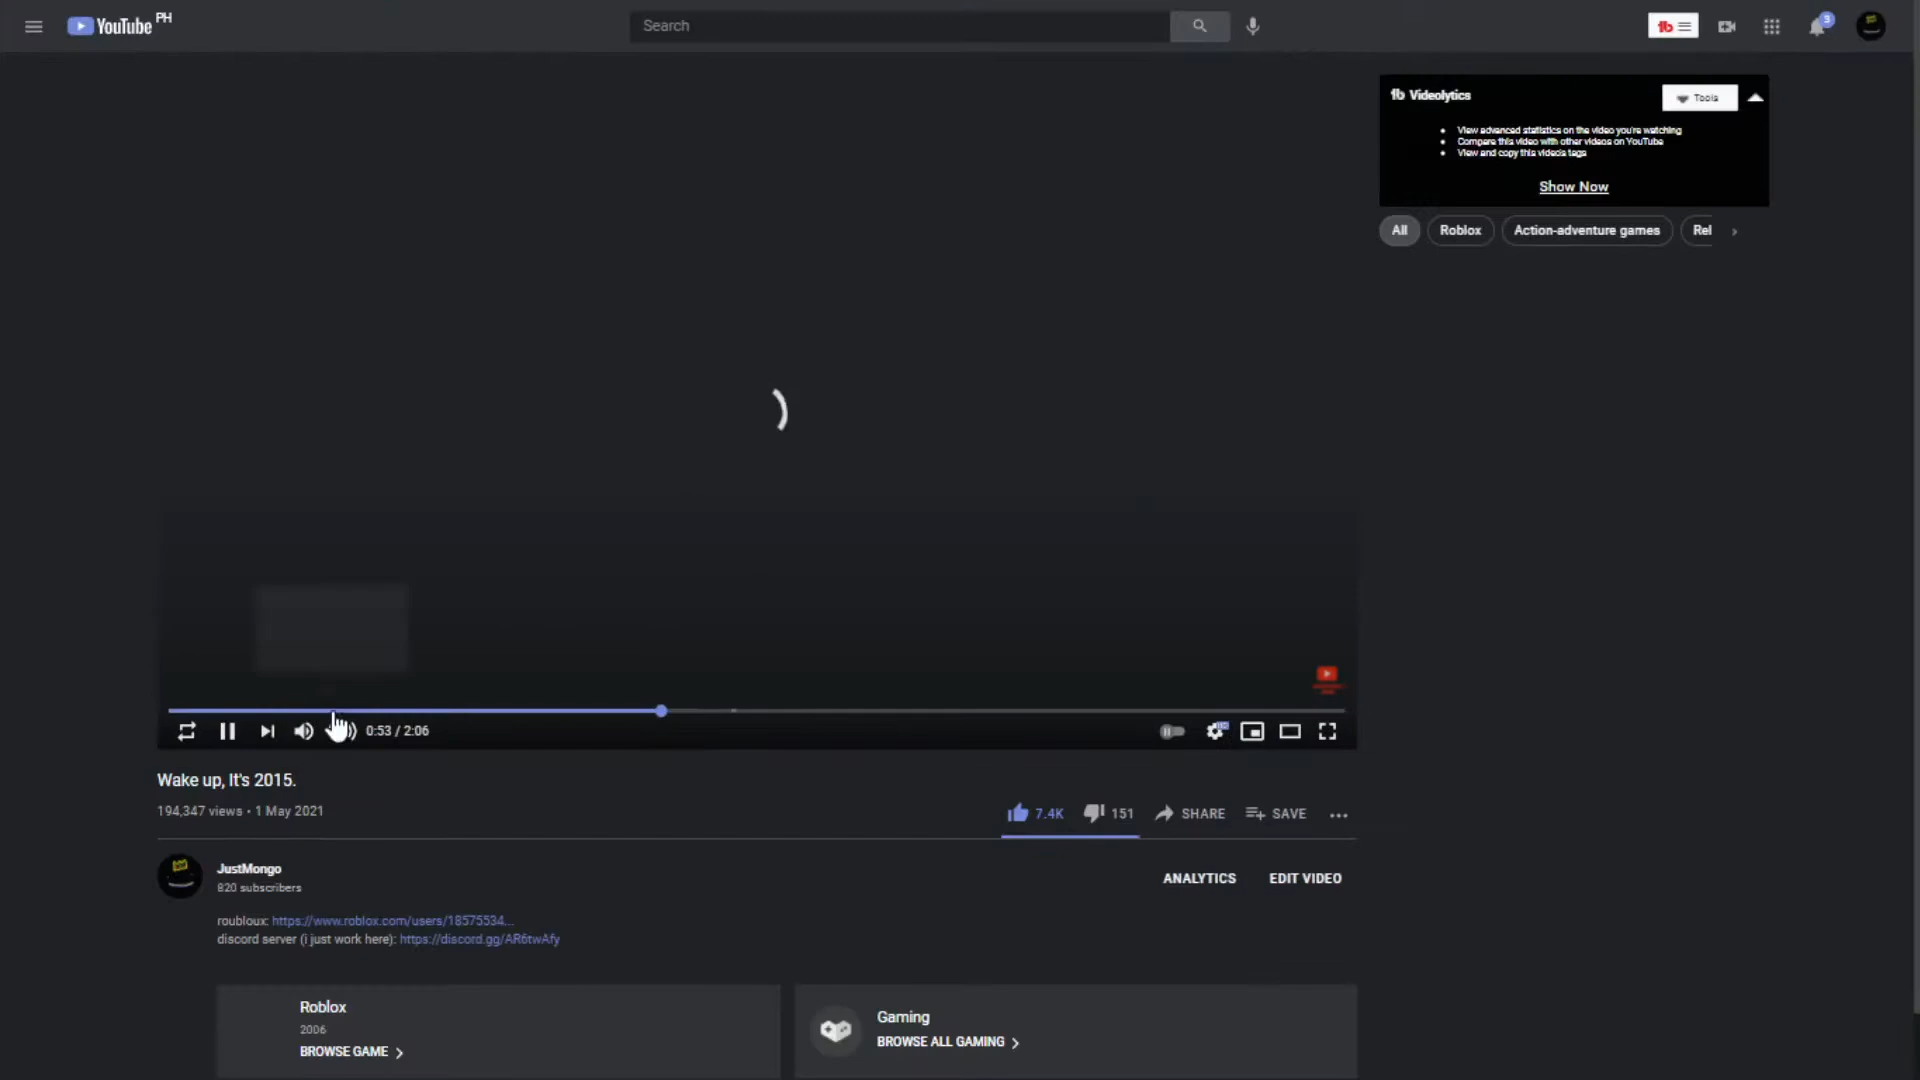 YouTube PH
Search
3
Videolytics
Tools
View advanced statistics on the video you're watching
Compare this video with other videos on YouTube
View and copy this video's tags
Show Now
All
Roblox
Action-adventure games
Rel
0:53 / 2:06
Wake up, It's 2015.
194,347 views • 1 May 2021
7.4K
151
SHARE
SAVE
JustMongo
820 subscribers
ANALYTICS
EDIT VIDEO
roubloux: https://www.roblox.com/users/18575534...
discord server (i just work here): https://discord.gg/AR6twAfy
Roblox
2006
BROWSE GAME
Gaming
BROWSE ALL GAMING